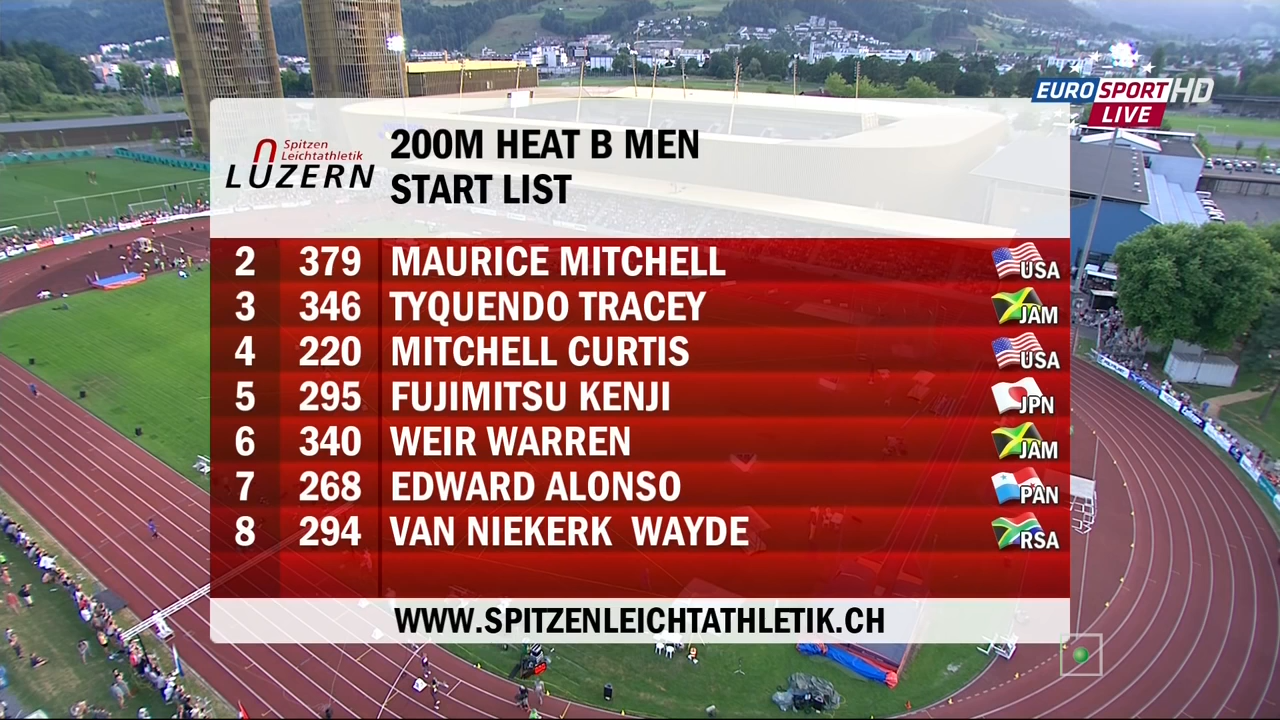 EUROSPORT HD
LIVE
Spitzen
Leichtathletik
LUZERN
200M HEAT B MEN
START LIST
2 379 MAURICE MITCHELL USA
3 346 TYQUENDO TRACEY JAM
4 220 MITCHELL CURTIS USA
5 295 FUJIMITSU KENJI JPN
6 340 WEIR WARREN JAM
7 268 EDWARD ALONSO PAN
8 294 VAN NIEKERK WAYDE RSA
WWW.SPITZENLEICHTATHLETIK.CH